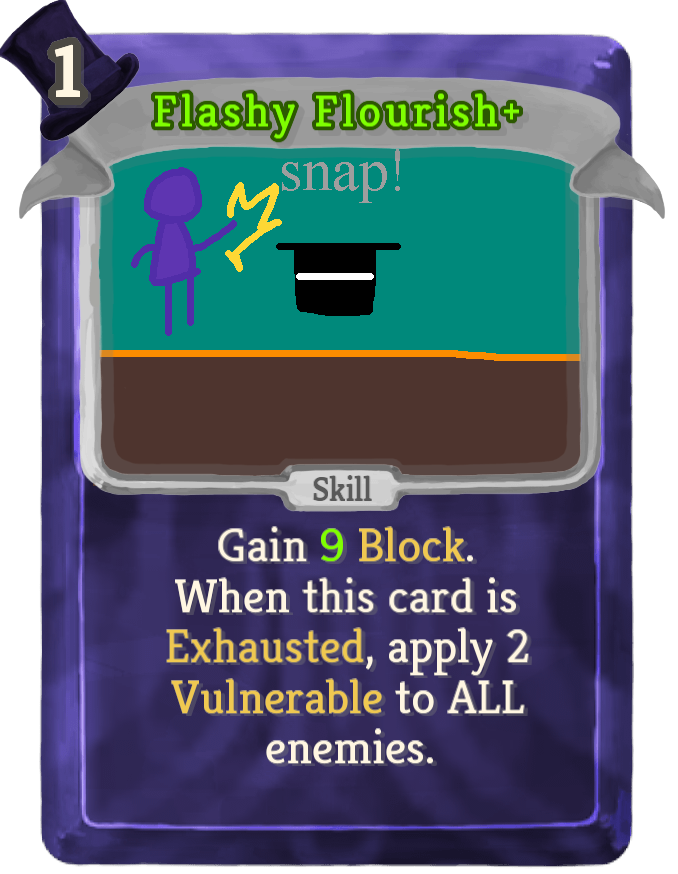 1
Flashy Flourish+
snap!
Skill
Gain 9 Block.
When this card is
Exhausted, apply 2
Vulnerable to ALL
enemies.